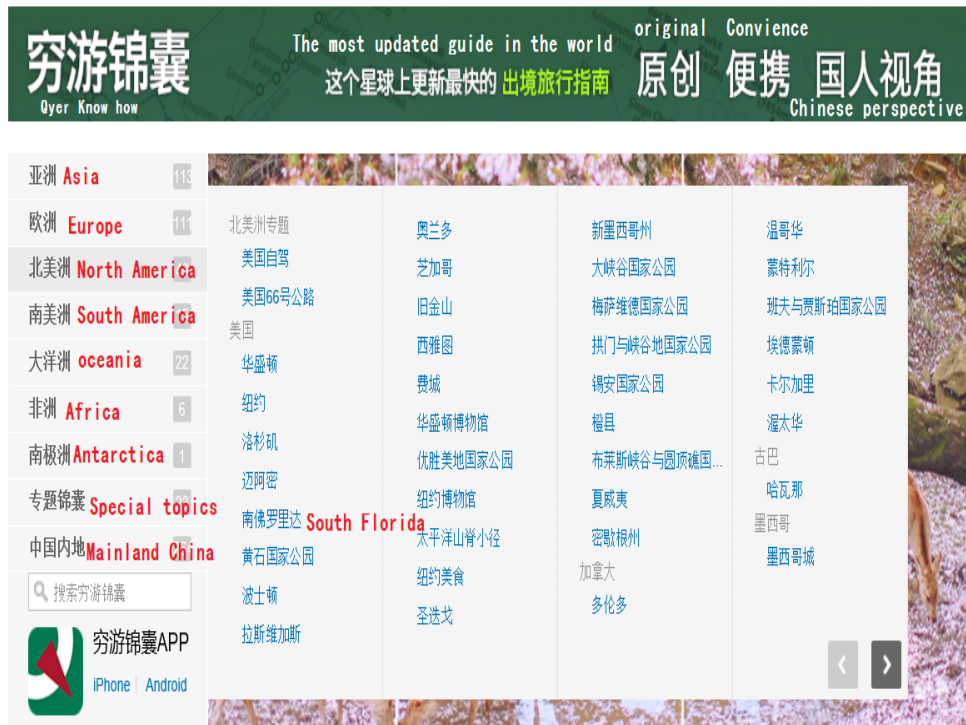 original Convience
The most updated guide in the world
穷游锦囊
这个星球上更新最快的 出境旅行指南
原创 便携 国人视角
Qyer Know how
Chinese perspective
亚洲 Asia 113
欧洲 Europe 111
北美洲 North America
南美洲 South America
大洋洲 oceania 22
非洲 Africa 6
南极洲 Antarctica 1
专题锦囊 Special topics
中国内地 Mainland China
搜索穷游锦囊
穷游锦囊APP
iPhone Android
北美洲专题
美国自驾
美国66号公路
美国
华盛顿
纽约
洛杉矶
迈阿密
南佛罗里达 South Florida
黄石国家公园
波士顿
拉斯维加斯
奥兰多
芝加哥
旧金山
西雅图
费城
华盛顿博物馆
优胜美地国家公园
纽约博物馆
太平洋山脊小径
纽约美食
圣迭戈
新墨西哥州
大峡谷国家公园
梅萨维德国家公园
拱门与峡谷地国家公园
锡安国家公园
橙县
布莱斯峡谷与圆顶礁国...
夏威夷
密歇根州
加拿大
多伦多
温哥华
蒙特利尔
班夫与贾斯珀国家公园
埃德蒙顿
卡尔加里
渥太华
古巴
哈瓦那
墨西哥
墨西哥城